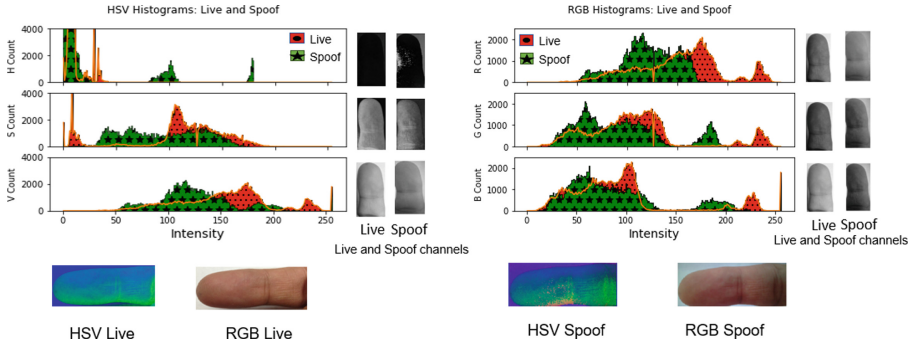 HSV Histograms: Live and Spoof
H Count
4000
2000
0
Live
Spoof
S Count
4000
2000
0
V Count
4000
2000
0
0 50 100 150 200 250
Intensity
Live Spoof
Live and Spoof channels
HSV Live
RGB Live
RGB Histograms: Live and Spoof
R Count
2000
1000
0
Live
Spoof
G Count
2000
1000
0
B Count
2000
1000
0
0 50 100 150 200 250
Intensity
Live Spoof
Live and Spoof channels
HSV Spoof
RGB Spoof